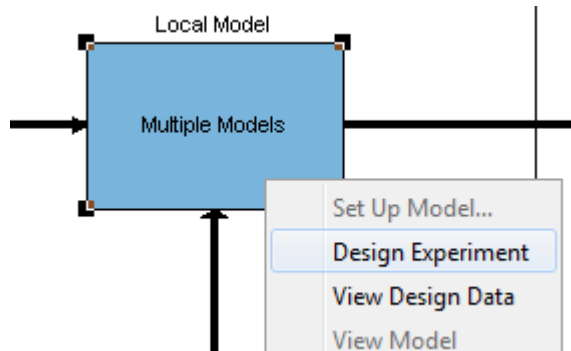 Local Model
Multiple Models
Set Up Model...
Design Experiment
View Design Data
View Model